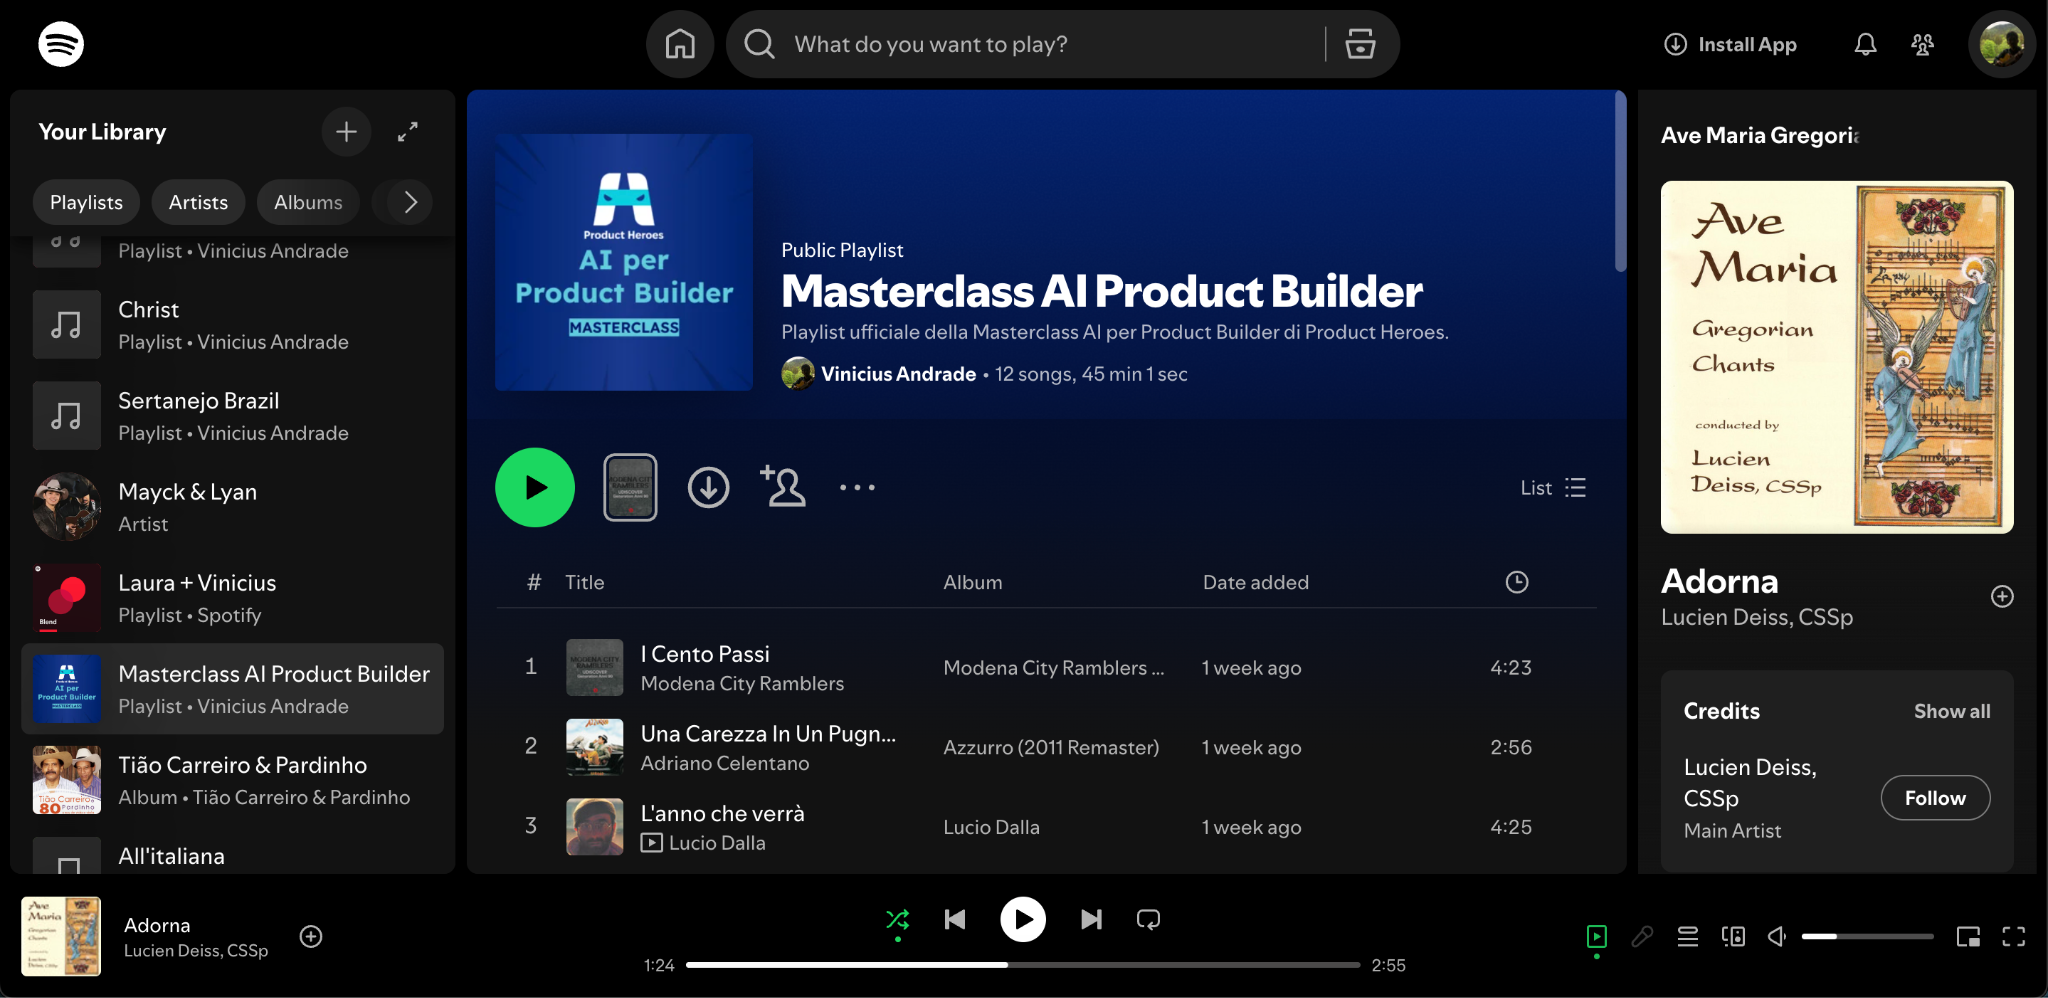 What do you want to play?
Install App
Your Library
Playlists
Artists
Albums
Playlist • Vinicius Andrade
Christ
Playlist • Vinicius Andrade
Sertanejo Brazil
Playlist • Vinicius Andrade
Mayck & Lyan
Artist
Blend
Laura + Vinicius
Playlist • Spotify
Masterclass AI Product Builder
Playlist • Vinicius Andrade
Tião Carreiro & Pardinho
Album • Tião Carreiro & Pardinho
All'italiana
Product Heroes
AI per
Product Builder
MASTERCLASS
Public Playlist
Masterclass AI Product Builder
Playlist ufficiale della Masterclass AI per Product Builder di Product Heroes.
Vinicius Andrade • 12 songs, 45 min 1 sec
List
# Title Album Date added
1 I Cento Passi Modena City Ramblers ... 1 week ago 4:23
Modena City Ramblers
2 Una Carezza In Un Pugn... Azzurro (2011 Remaster) 1 week ago 2:56
Adriano Celentano
3 L'anno che verrà Lucio Dalla 1 week ago 4:25
Lucio Dalla
Ave Maria Gregoria
Ave
Maria
Gregorian
Chants
conducted by
Lucien
Deiss, CSSp
Adorna
Lucien Deiss, CSSp
Credits
Show all
Lucien Deiss,
CSSp
Main Artist
Follow
Adorna
Lucien Deiss, CSSp
1:24
2:55